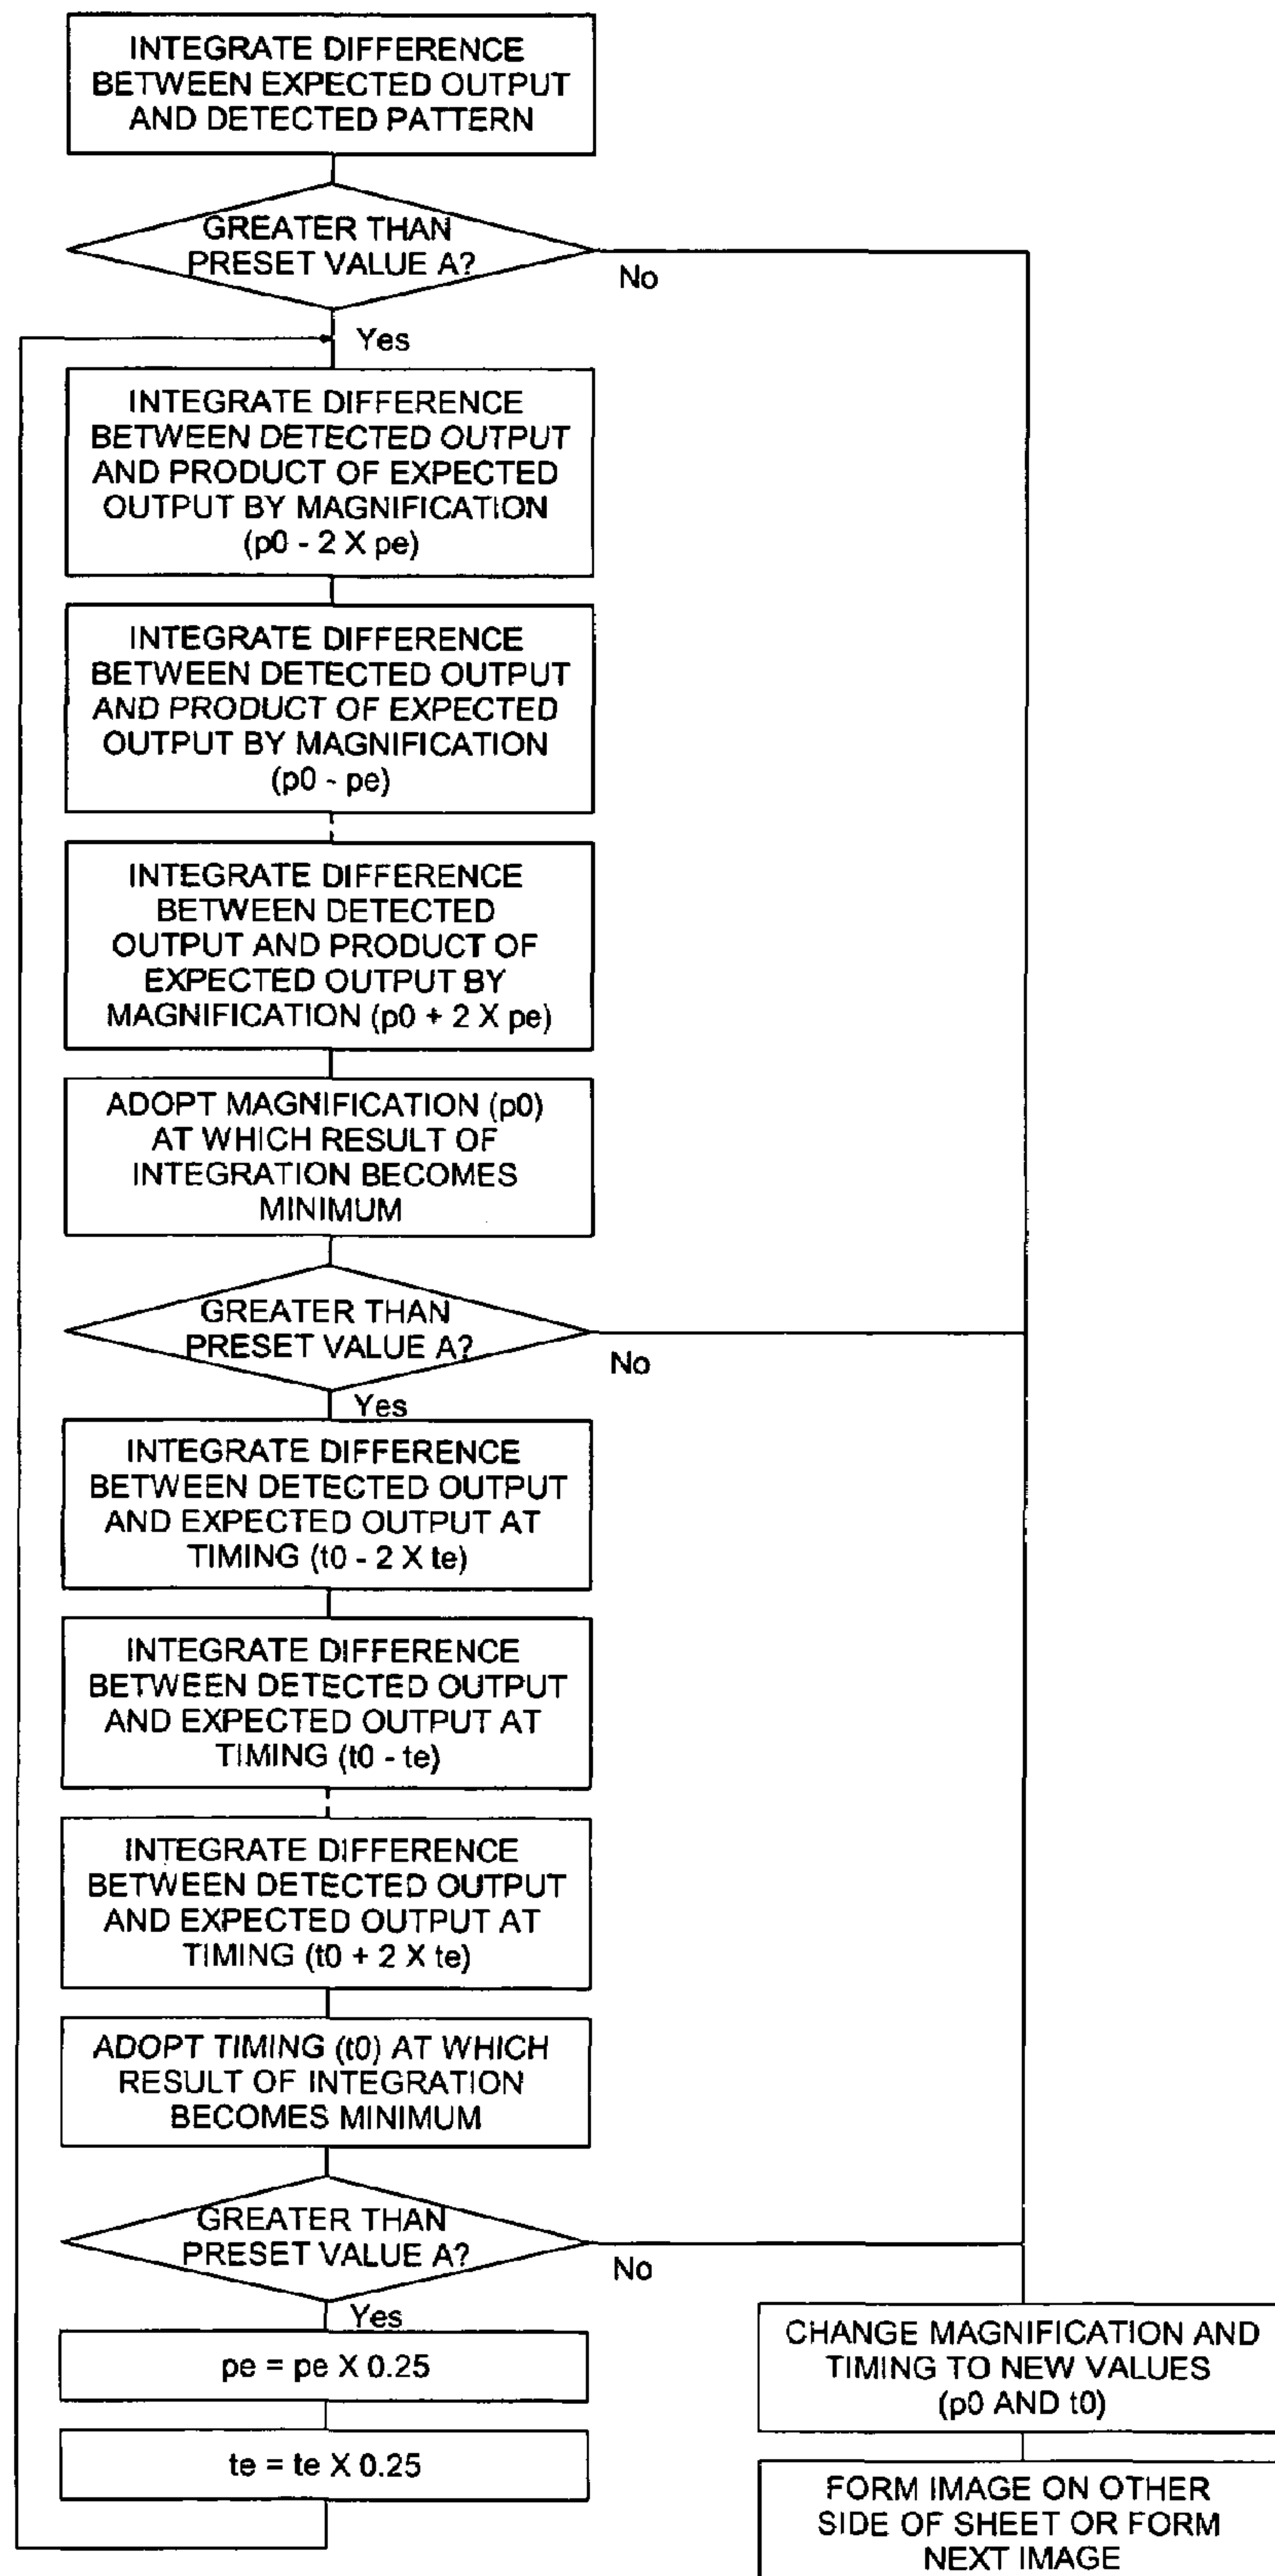 INTEGRATE DIFFERENCE
BETWEEN EXPECTED OUTPUT
AND DETECTED PATTERN
GREATER THAN
PRESET VALUE A?
No
Yes
INTEGRATE DIFFERENCE
BETWEEN DETECTED OUTPUT
AND PRODUCT OF EXPECTED
OUTPUT BY MAGNIFICATION
(p0 - 2 X pe)
INTEGRATE DIFFERENCE
BETWEEN DETECTED OUTPUT
AND PRODUCT OF EXPECTED
OUTPUT BY MAGNIFICATION
(p0 - pe)
INTEGRATE DIFFERENCE
BETWEEN DETECTED
OUTPUT AND PRODUCT OF
EXPECTED OUTPUT BY
MAGNIFICATION (p0 + 2 X pe)
ADOPT MAGNIFICATION (p0)
AT WHICH RESULT OF
INTEGRATION BECOMES
MINIMUM
GREATER THAN
PRESET VALUE A?
No
Yes
INTEGRATE DIFFERENCE
BETWEEN DETECTED OUTPUT
AND EXPECTED OUTPUT AT
TIMING (t0 - 2 X te)
INTEGRATE DIFFERENCE
BETWEEN DETECTED OUTPUT
AND EXPECTED OUTPUT AT
TIMING (t0 - te)
INTEGRATE DIFFERENCE
BETWEEN DETECTED OUTPUT
AND EXPECTED OUTPUT AT
TIMING (t0 + 2 X te)
ADOPT TIMING (t0) AT WHICH
RESULT OF INTEGRATION
BECOMES MINIMUM
GREATER THAN
PRESET VALUE A?
No
Yes
pe = pe X 0.25
te = te X 0.25
CHANGE MAGNIFICATION AND
TIMING TO NEW VALUES
(p0 AND t0)
FORM IMAGE ON OTHER
SIDE OF SHEET OR FORM
NEXT IMAGE